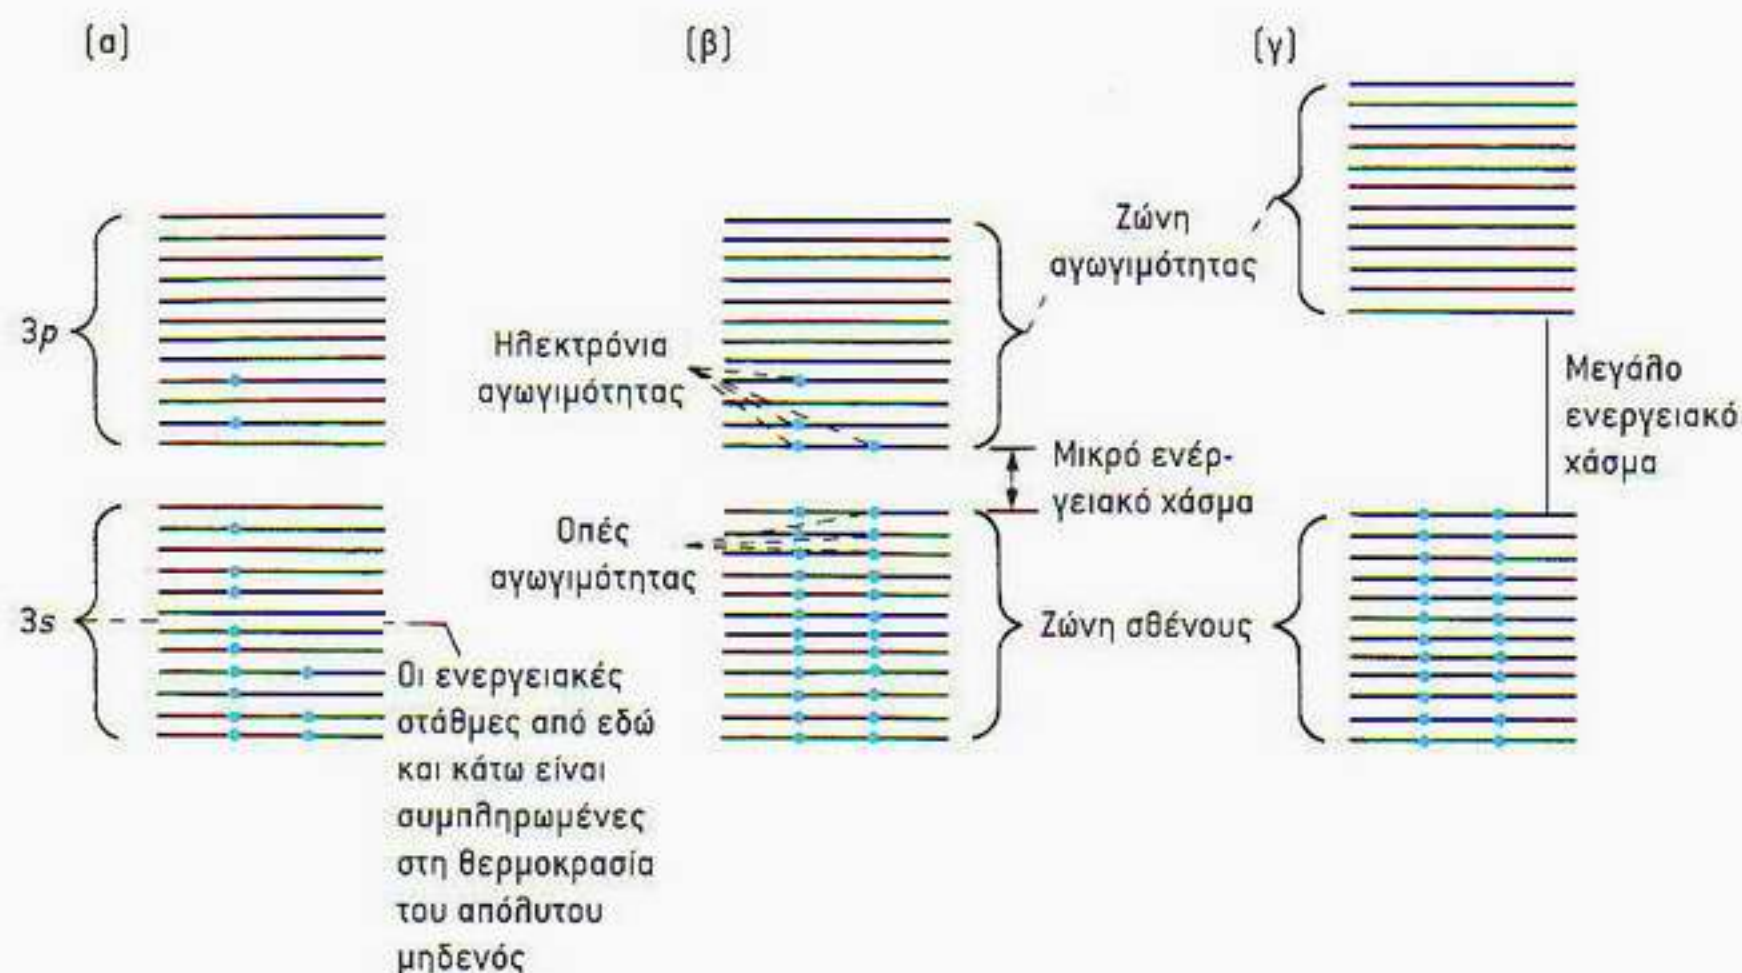 (α)
(β)
(γ)
3p
3s
Οι ενεργειακές
στάθμες από εδώ
και κάτω είναι
συμπληρωμένες
στη θερμοκρασία
του απόλυτου
μηδενός
Ηλεκτρόνια
αγωγιμότητας
Οπές
αγωγιμότητας
Ζώνη
αγωγιμότητας
Μικρό ενέρ-
γειακό χάσμα
Ζώνη σθένους
Μεγάλο
ενεργειακό
χάσμα